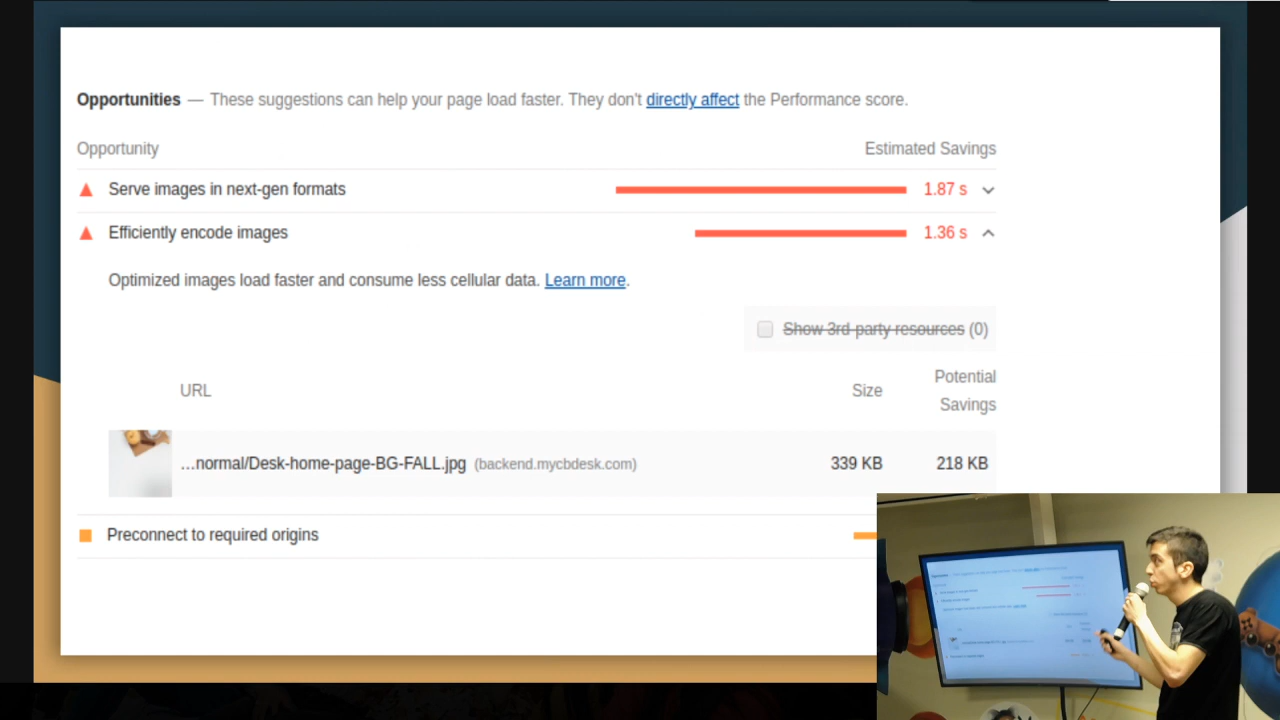 Opportunities — These suggestions can help your page load faster. They don't directly affect the Performance score.
Opportunity Estimated Savings
Serve images in next-gen formats 1.87 s
Efficiently encode images 1.36 s
Optimized images load faster and consume less cellular data. Learn more.
Show 3rd-party resources (0)
URL Size Potential Savings
...normal/Desk-home-page-BG-FALL.jpg (backend.mycbdesk.com) 339 KB 218 KB
Preconnect to required origins